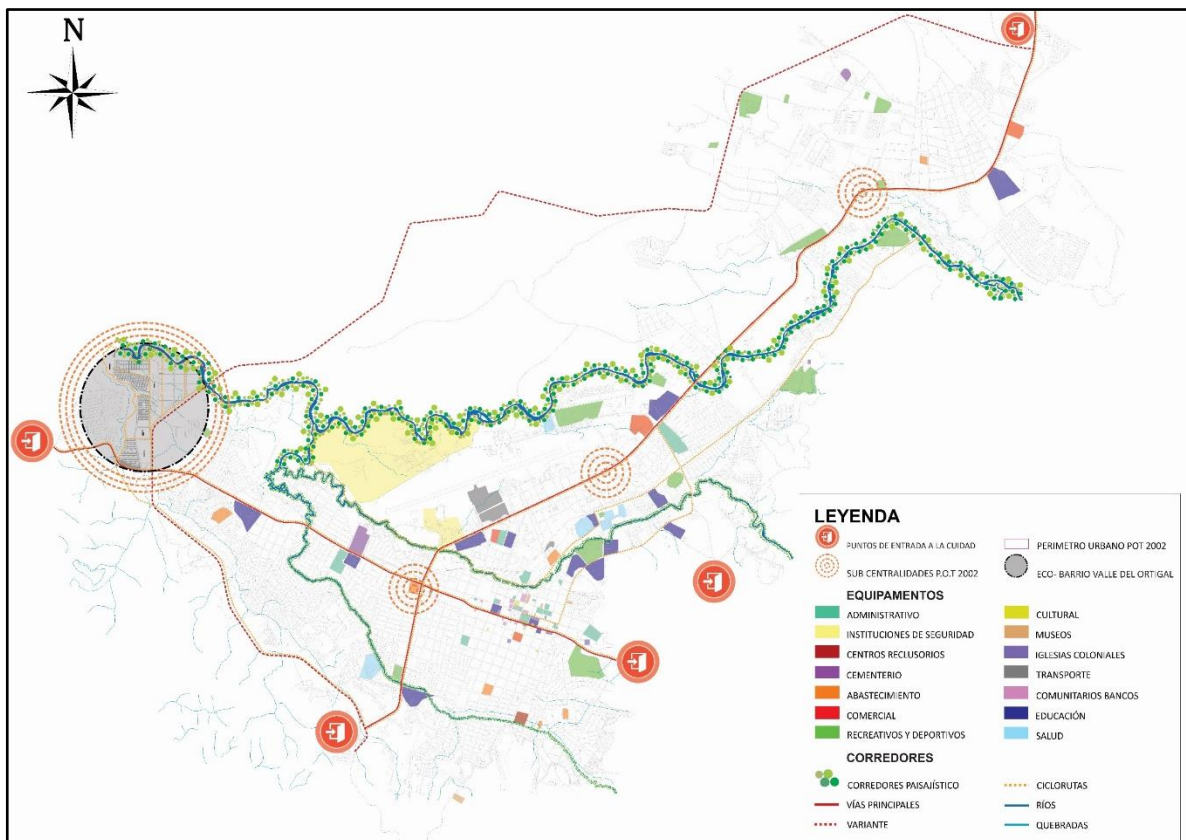 N
LEYENDA
PUNTOS DE ENTRADA A LA CUIDAD
SUB CENTRALIDADES P.O.T 2002
EQUIPAMENTOS
ADMINISTRATIVO
INSTITUCIONES DE SEGURIDAD
CENTROS RECLUSORIOS
CEMENTERIO
ABASTECIMIENTO
COMERCIAL
RECREATIVOS Y DEPORTIVOS
CORREDORES
CORREDORES PAISAJÍSTICO
VÍAS PRINCIPALES
VARIANTE
PERIMETRO URBANO POT 2002
ECO- BARRIO VALLE DEL ORTIGAL
CULTURAL
MUSEOS
IGLESIAS COLONIALES
TRANSPORTE
COMUNITARIOS BANCOS
EDUCACIÓN
SALUD
CICLORUTAS
RÍOS
QUEBRADAS